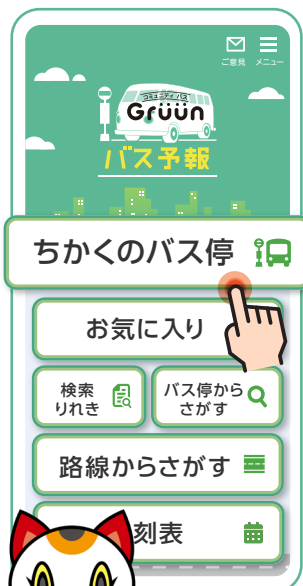 ご意見
メニュー
コミュニティ バス
Grüün
バス予報
ちかくのバス停
お気に入り
検索
りれき
バス停から
さがす
路線からさがす
刻表